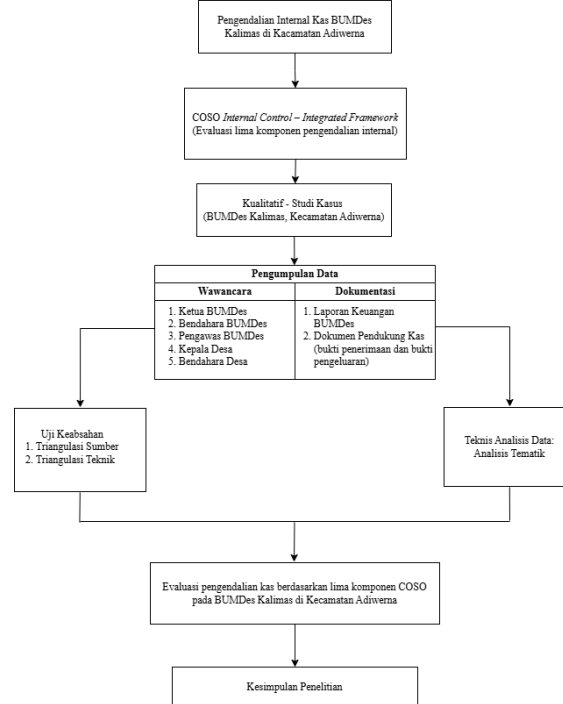 Pengendalian Internal Kas BUMDes
Kalimas di Kacamatan Adiwerna
COSO Internal Control – Integrated Framework
(Evaluasi lima komponen pengendalian internal)
Kualitatif - Studi Kasus
(BUMDes Kalimas, Kecamatan Adiwerna)
Pengumpulan Data
Wawancara
1. Ketua BUMDes
2. Bendahara BUMDes
3. Pengawas BUMDes
4. Kepala Desa
5. Bendahara Desa
Dokumentasi
1. Laporan Keuangan
BUMDes
2. Dokumen Pendukung Kas
(bukti penerimaan dan bukti
pengeluaran)
Uji Keabsahan
1. Triangulasi Sumber
2. Triangulasi Teknik
Teknis Analisis Data:
Analisis Tematik
Evaluasi pengendalian kas berdasarkan lima komponen COSO
pada BUMDes Kalimas di Kecamatan Adiwerna
Kesimpulan Penelitian